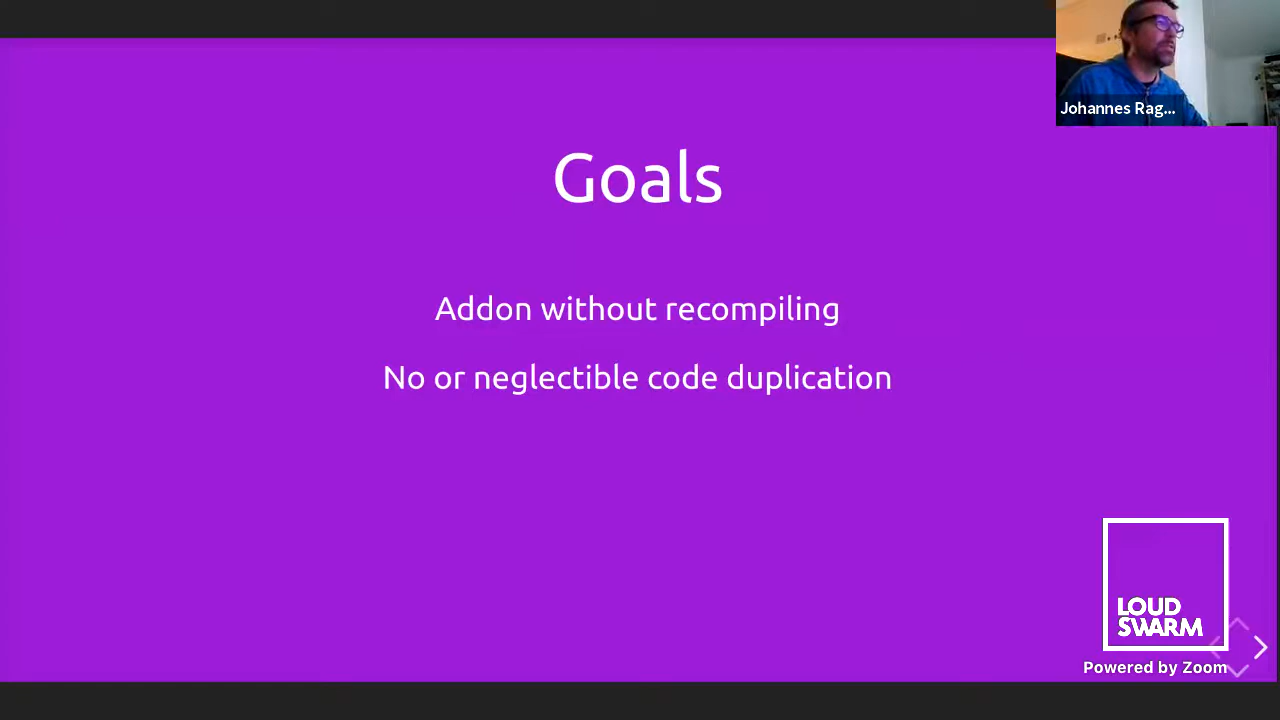 Johannes Rag...
Goals
Addon without recompiling
No or neglectible code duplication
LOUD
SWARM
Powered by Zoom